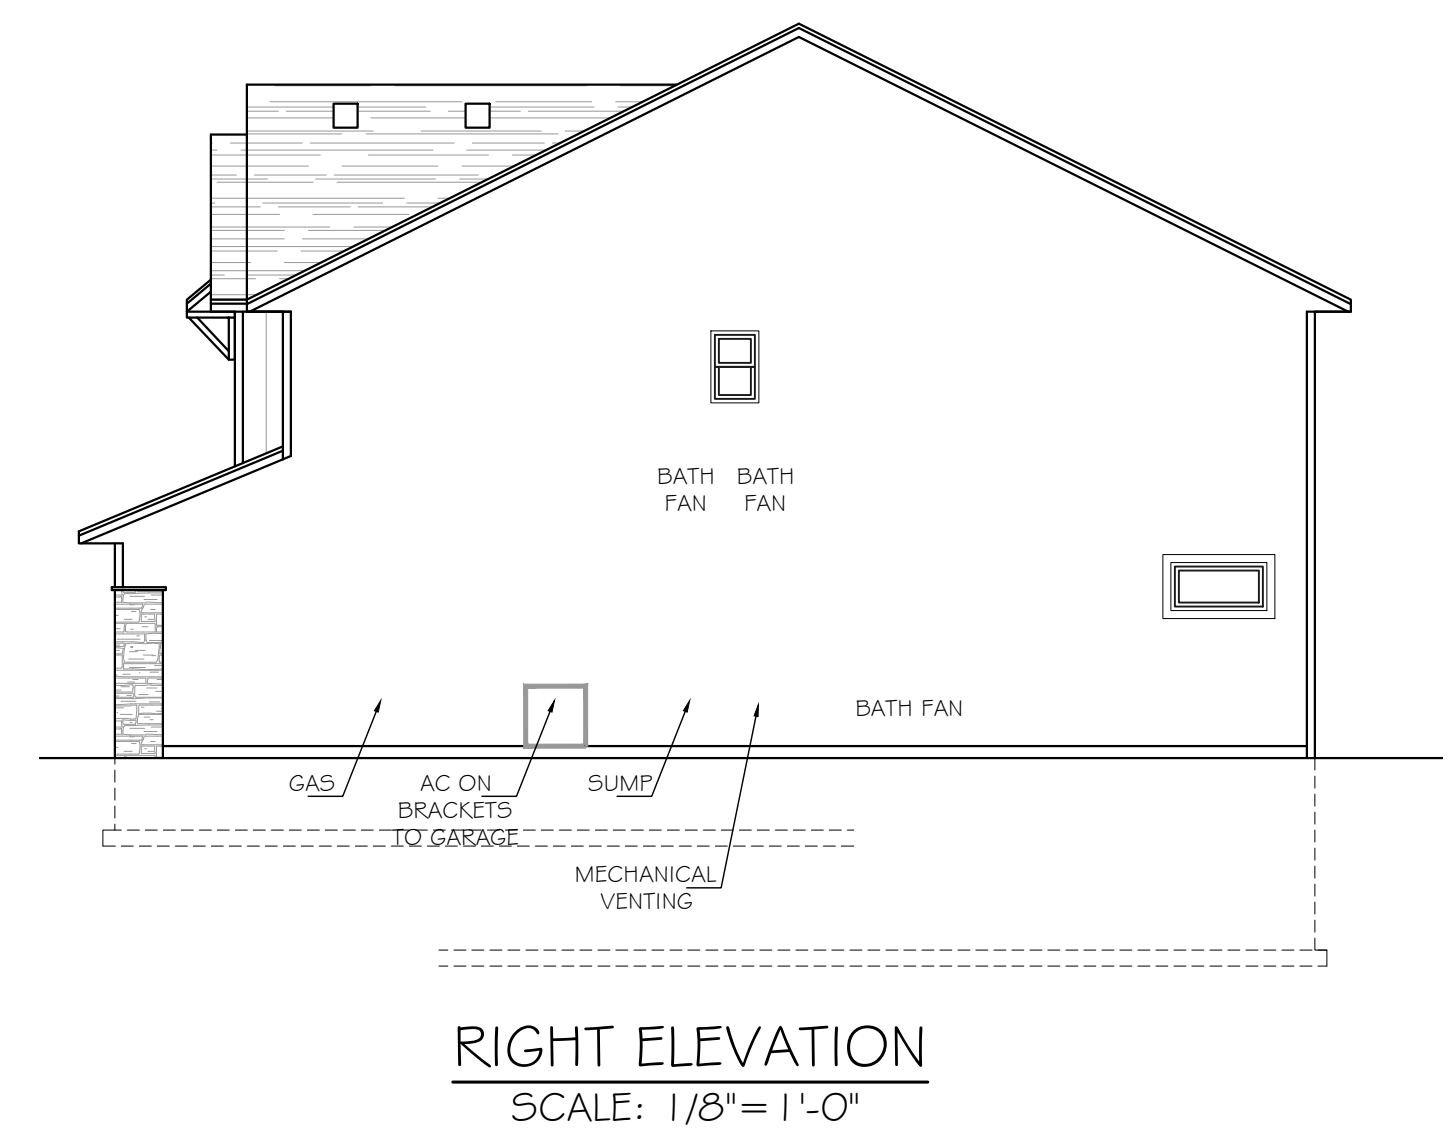 BATH BATH
FAN FAN
BATH FAN
GAS
AC ON
BRACKETS
TO GARAGE
SUMP
MECHANICAL
VENTING
RIGHT ELEVATION
SCALE: 1/8"=1'-0"